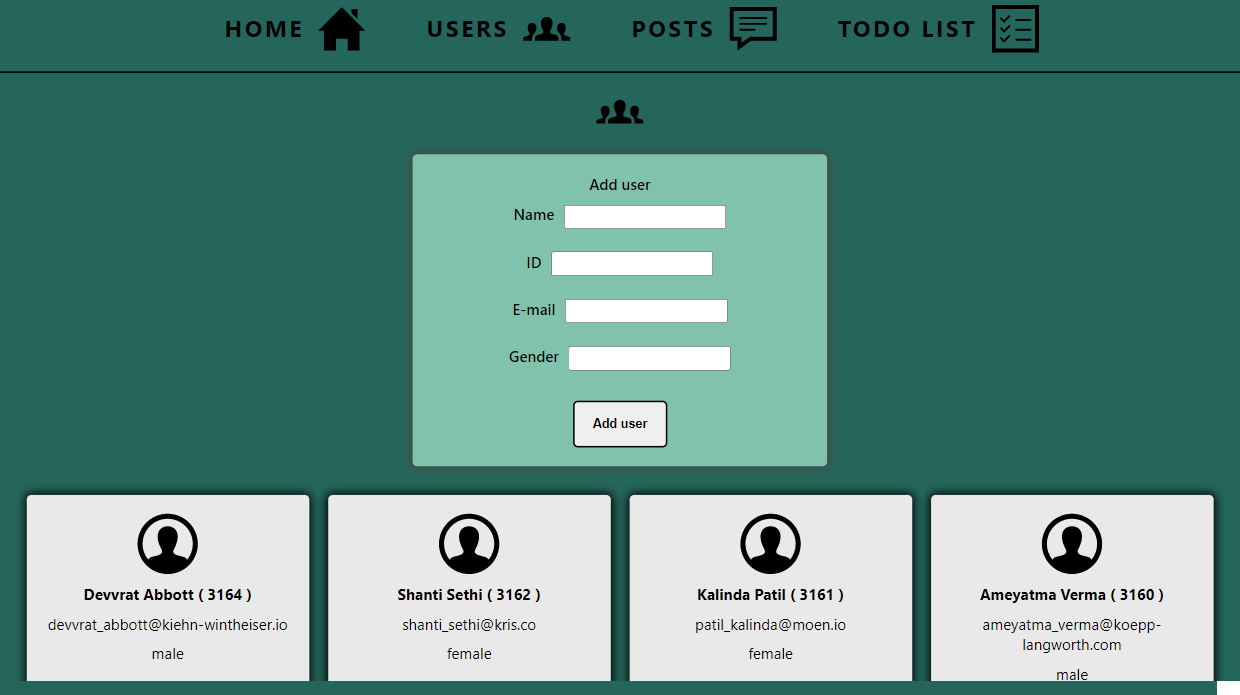 HOME USERS POSTS TODO LIST
Add user
Name
ID
E-mail
Gender
Add user
Devvrat Abbott ( 3164 )
devvrat_abbott@kiehn-wintheiser.io
male
Shanti Sethi ( 3162 )
shanti_sethi@kris.co
female
Kalinda Patil ( 3161 )
patil_kalinda@moen.io
female
Ameyatma Verma ( 3160 )
ameyatma_verma@koepp-
langworth.com
male